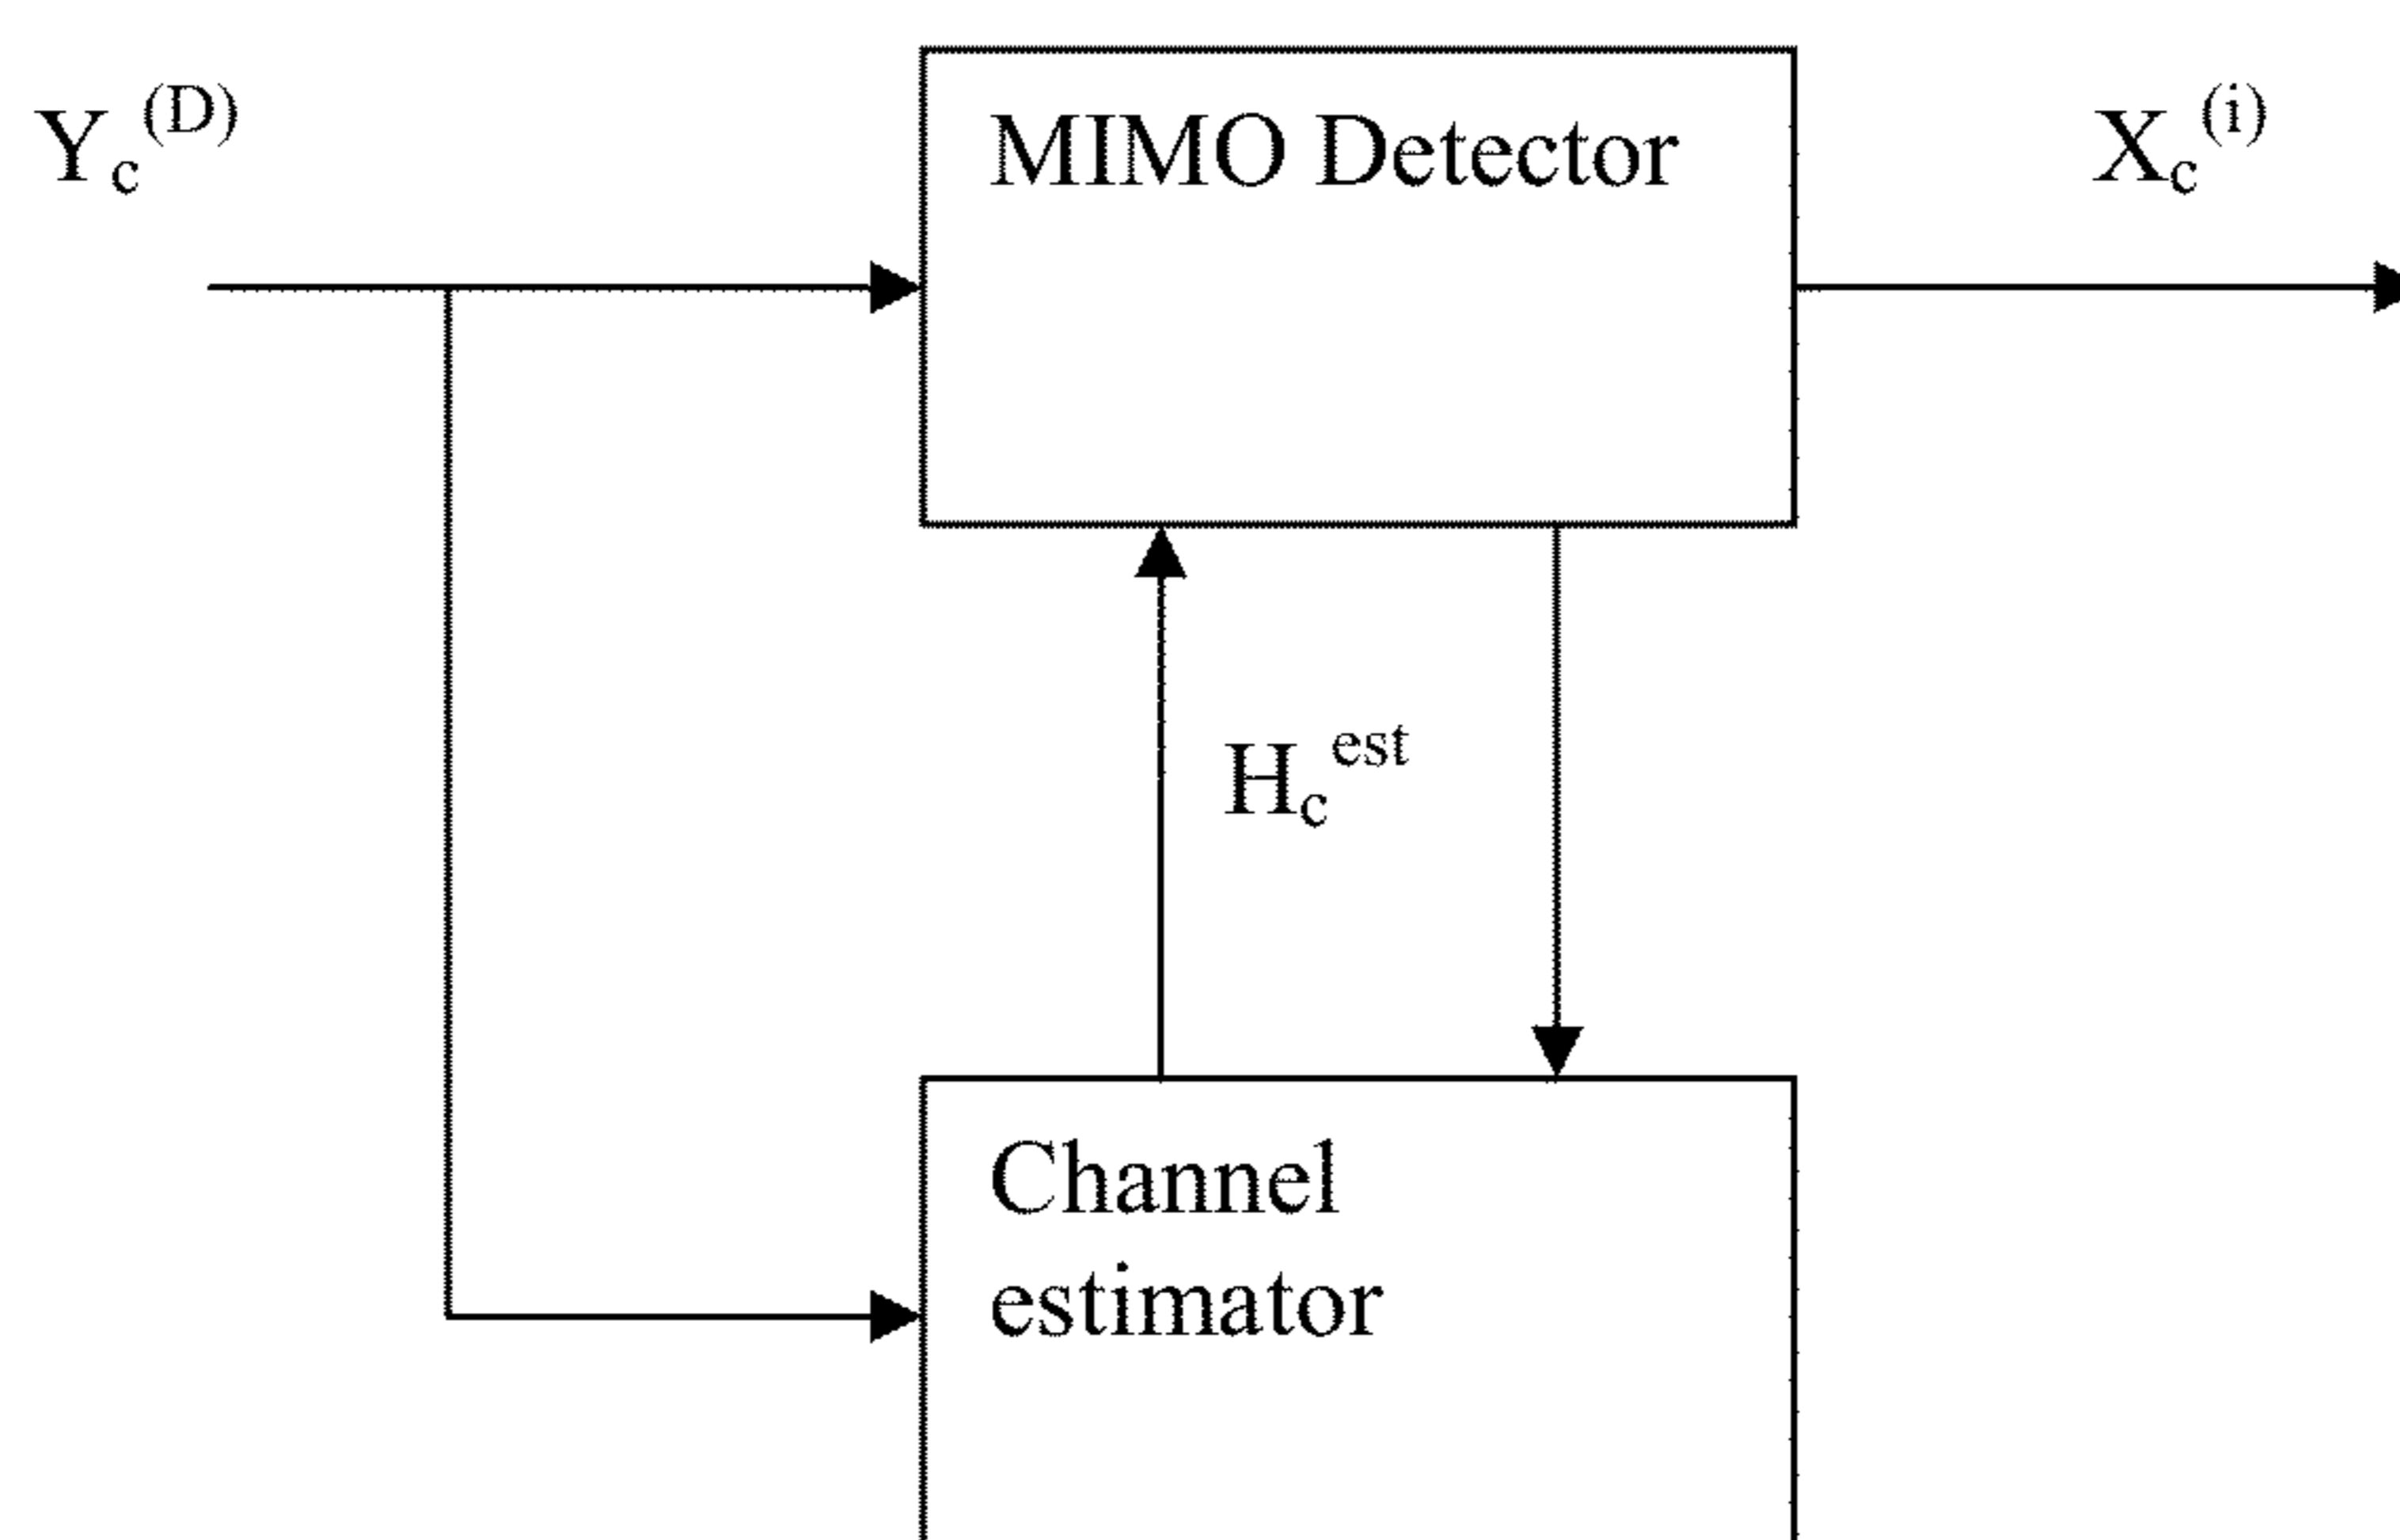 Y_c^(D)
MIMO Detector
X_c^(i)
H_c^est
Channel
estimator